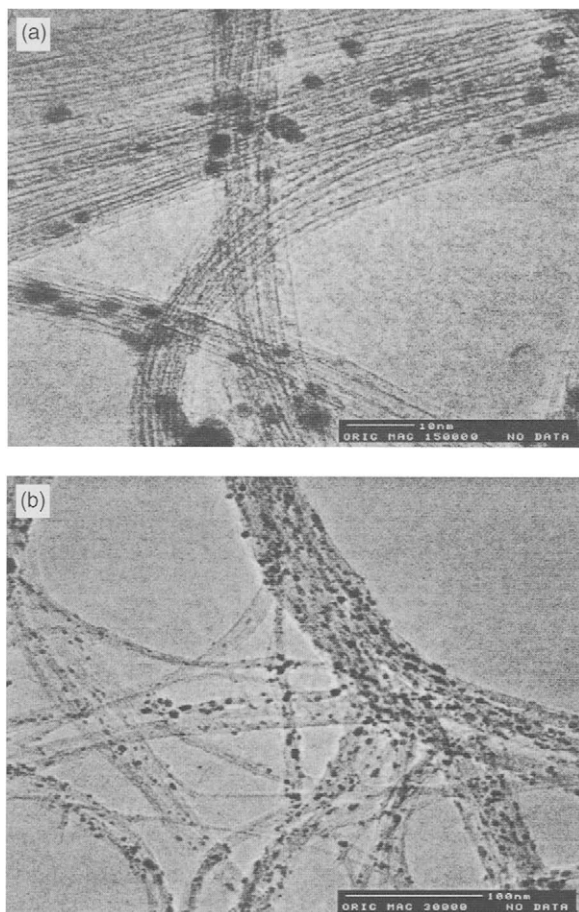 (a)
10nm
ORIG MAG 150000 NO DATA
(b)
100nm
ORIG MAG 30000 NO DATA